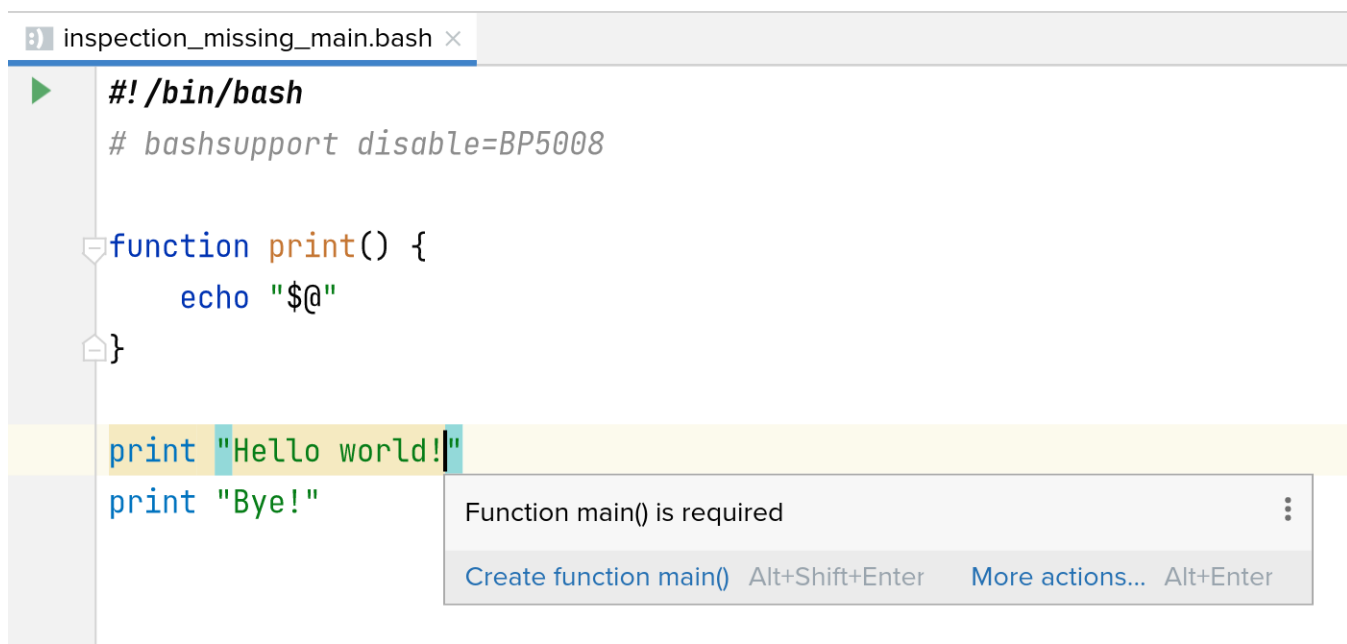 :) inspection_missing_main.bash ×
#!/bin/bash
# bashsupport disable=BP5008
function print() {
    echo "$@"
}
print "Hello world!"
print "Bye!"
Function main() is required
Create function main() Alt+Shift+Enter More actions... Alt+Enter